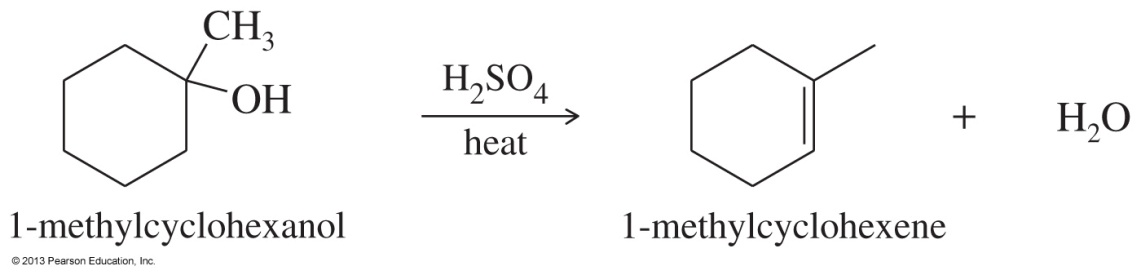 CH₃
OH
H₂SO₄
heat
+
H₂O
1-methylcyclohexanol
1-methylcyclohexene
© 2013 Pearson Education, Inc.